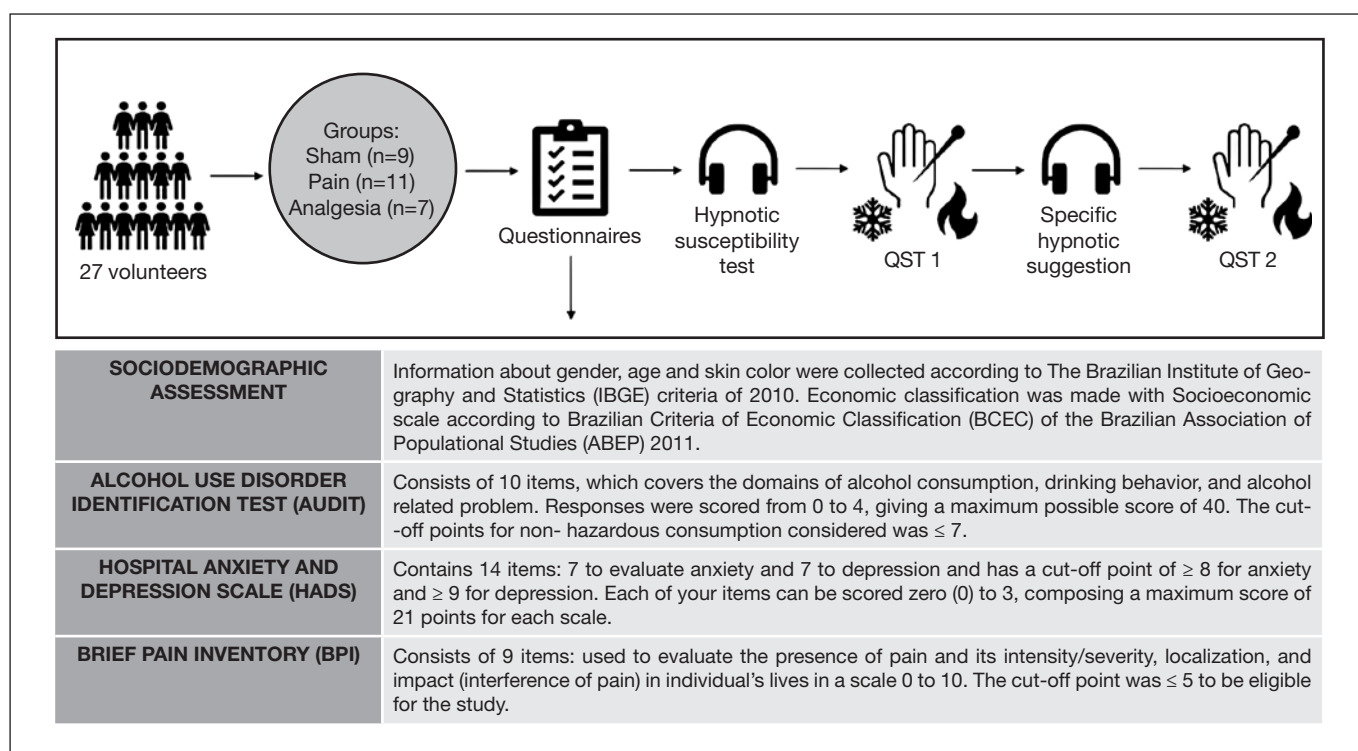 Groups:
Sham (n=9)
Pain (n=11)
Analgesia (n=7)
27 volunteers
Questionnaires
Hypnotic
susceptibility
test
QST 1
Specific
hypnotic
suggestion
QST 2
SOCIODEMOGRAPHIC
ASSESSMENT
Information about gender, age and skin color were collected according to The Brazilian Institute of Geo-
graphy and Statistics (IBGE) criteria of 2010. Economic classification was made with Socioeconomic
scale according to Brazilian Criteria of Economic Classification (BCEC) of the Brazilian Association of
Populational Studies (ABEP) 2011.
ALCOHOL USE DISORDER
IDENTIFICATION TEST (AUDIT)
Consists of 10 items, which covers the domains of alcohol consumption, drinking behavior, and alcohol
related problem. Responses were scored from 0 to 4, giving a maximum possible score of 40. The cut-
-off points for non- hazardous consumption considered was ≤ 7.
HOSPITAL ANXIETY AND
DEPRESSION SCALE (HADS)
Contains 14 items: 7 to evaluate anxiety and 7 to depression and has a cut-off point of ≥ 8 for anxiety
and ≥ 9 for depression. Each of your items can be scored zero (0) to 3, composing a maximum score of
21 points for each scale.
BRIEF PAIN INVENTORY (BPI)
Consists of 9 items: used to evaluate the presence of pain and its intensity/severity, localization, and
impact (interference of pain) in individual's lives in a scale 0 to 10. The cut-off point was ≤ 5 to be eligible
for the study.